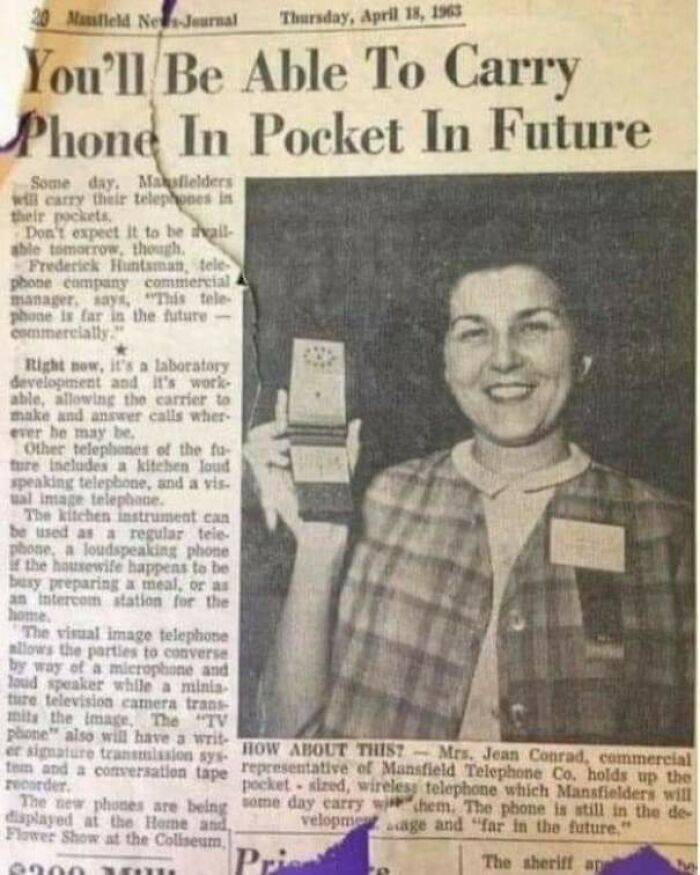 20 Mansfield News-Journal Thursday, April 18, 1963
You'll Be Able To Carry
Phone In Pocket In Future
Some day, Mansfielders
will carry their telephones in
their pockets.
Don't expect it to be avail-
able tomorrow, though.
Frederick Huntsman, tele-
phone company commercial
manager, says, "This tele-
phone is far in the future —
commercially."
★
Right now, it's a laboratory
development and it's work-
able, allowing the carrier to
make and answer calls wher-
ever he may be.
Other telephones of the fu-
ture includes a kitchen loud
speaking telephone, and a vis-
ual image telephone.
The kitchen instrument can
be used as a regular tele-
phone, a loudspeaking phone
if the housewife happens to be
busy preparing a meal, or as
an intercom station for the
home.
The visual image telephone
allows the parties to converse
by way of a microphone and
loud speaker while a minia-
ture television camera trans-
mits the image. The "TV
phone" also will have a writ-
er signature transmission sys-
tem and a conversation tape
recorder.
The new phones are being
displayed at the Home and
Flower Show at the Coliseum.
HOW ABOUT THIS? — Mrs. Jean Conrad, commercial
representative of Mansfield Telephone Co. holds up the
pocket - sized, wireless telephone which Mansfielders will
some day carry with them. The phone is still in the de-
velopment stage and "far in the future."
The sheriff